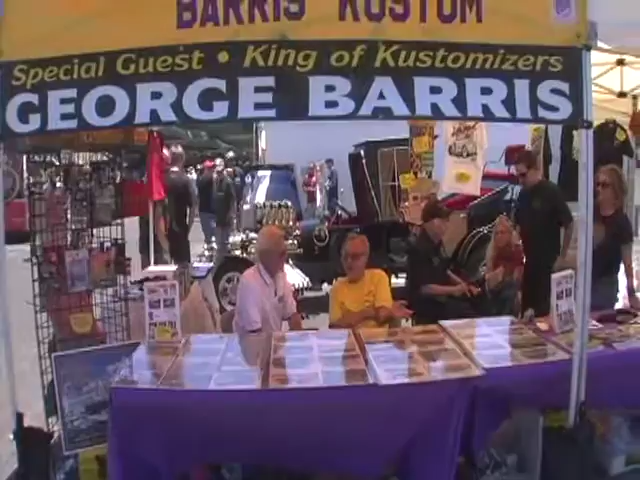 BARRIS KUSTOM
Special Guest • King of Kustomizers
GEORGE BARRIS